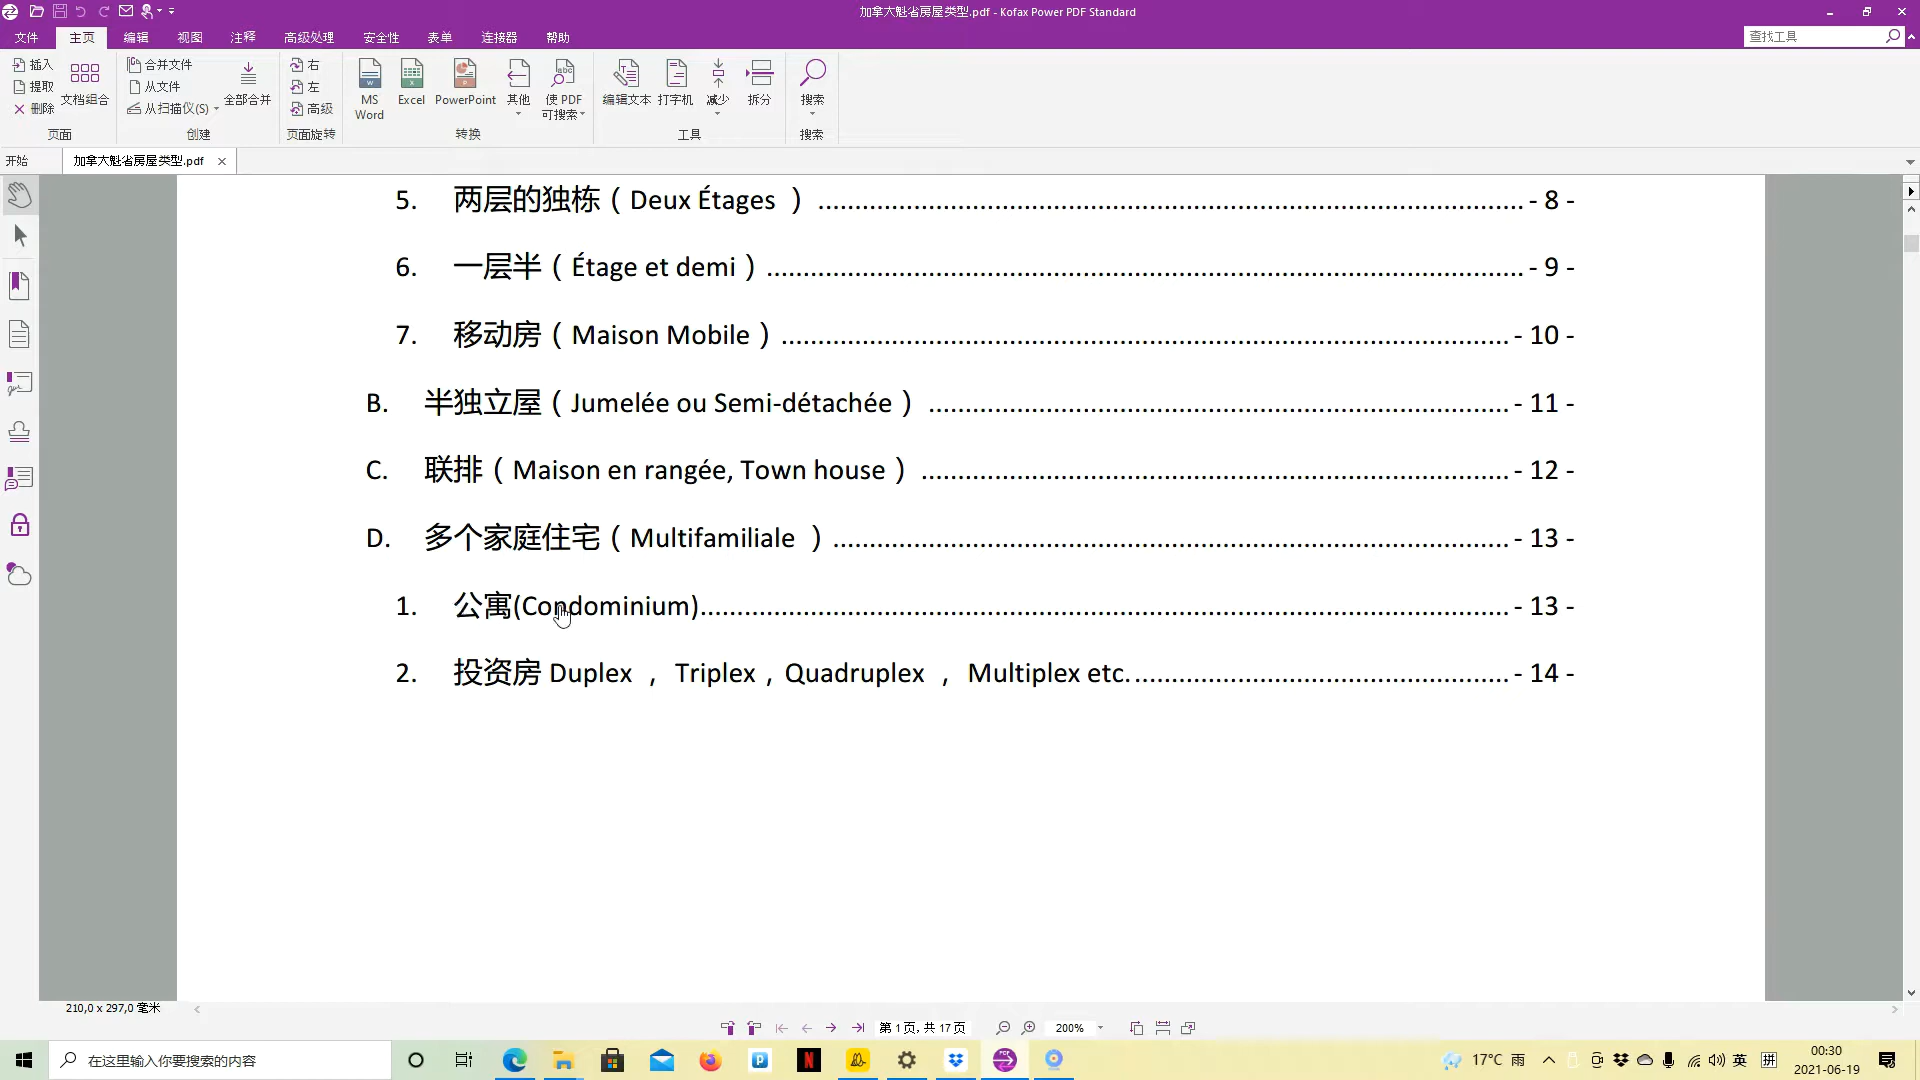 加拿大魁省房屋类型.pdf - Kofax Power PDF Standard
文件 主页 编辑 视图 注释 高级处理 安全性 表单 连接器 帮助 查找工具
插入 合并文件 右
提取 文档组合 从文件 全部合并 左 MS Word Excel PowerPoint 其他 使 PDF 可搜索 编辑文本 打字机 减少 拆分 搜索
删除 从扫描仪(S) 高级
页面 创建 页面旋转 转换 工具 搜索
开始 加拿大魁省房屋类型.pdf
5. 两层的独栋（Deux Étages ）........ - 8 -
6. 一层半（Étage et demi）........ - 9 -
7. 移动房（Maison Mobile）........ - 10 -
B. 半独立屋（Jumelée ou Semi-détachée）........ - 11 -
C. 联排（Maison en rangée, Town house）........ - 12 -
D. 多个家庭住宅（Multifamiliale ）........ - 13 -
1. 公寓(Condominium)........ - 13 -
2. 投资房 Duplex ， Triplex，Quadruplex ， Multiplex etc. ........ - 14 -
210,0 x 297,0 毫米
第 1 页, 共 17 页 200%
在这里输入你要搜索的内容
17°C 雨 英 拼 00:30
2021-06-19